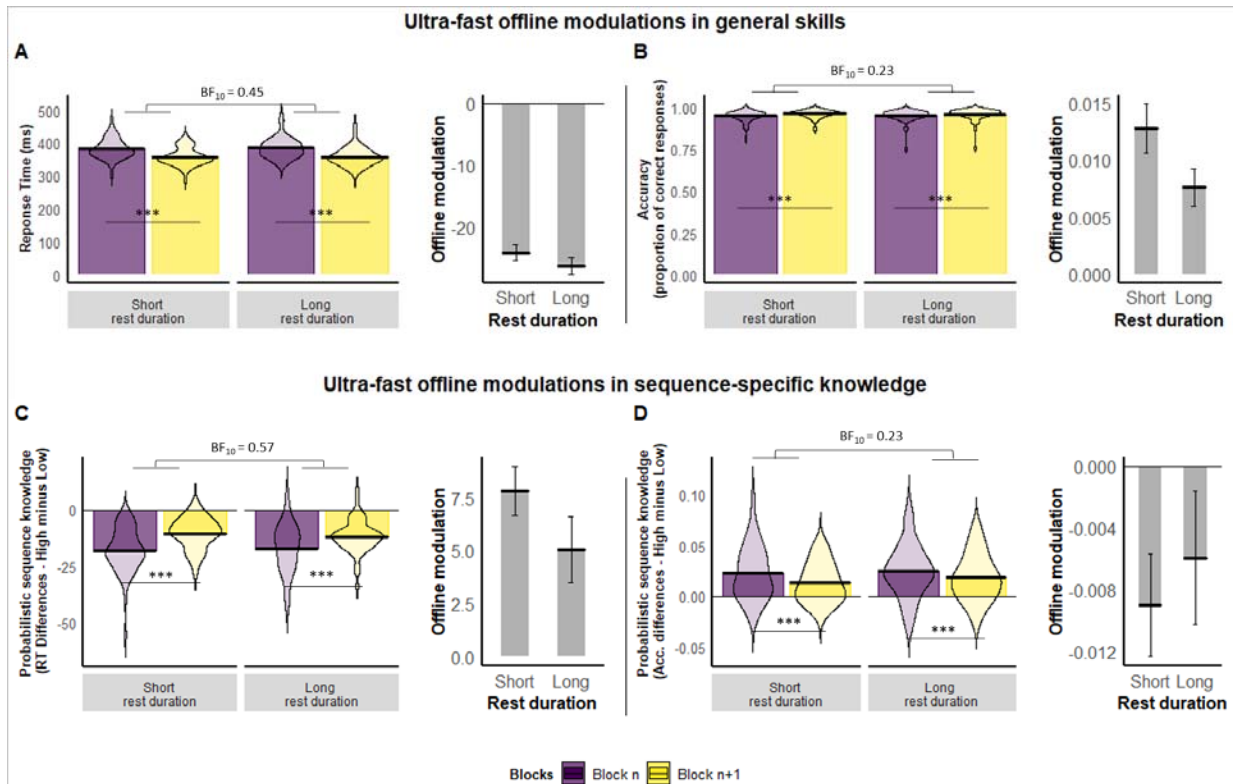 Ultra-fast offline modulations in general skills
A
BF10 = 0.45
Reponse Time (ms)
500
400
300
200
100
0
***
***
Short
rest duration
Long
rest duration
Offline modulation
0
-10
-20
Short
Long
Rest duration
B
BF10 = 0.23
Accuracy
(proportion of correct responses)
1.00
0.75
0.50
0.25
0.00
***
***
Short
rest duration
Long
rest duration
Offline modulation
0.015
0.010
0.005
0.000
Short
Long
Rest duration
Ultra-fast offline modulations in sequence-specific knowledge
C
BF10 = 0.57
Probabilistic sequence knowledge
(RT Differences - High minus Low)
0
-25
-50
***
***
Short
rest duration
Long
rest duration
Offline modulation
7.5
5.0
2.5
0.0
Short
Long
Rest duration
D
BF10 = 0.23
Probabilistic sequence knowledge
(Acc. differences - High minus Low)
0.10
0.05
0.00
-0.05
***
***
Short
rest duration
Long
rest duration
Offline modulation
0.000
-0.004
-0.008
-0.012
Short
Long
Rest duration
Blocks Block n Block n+1